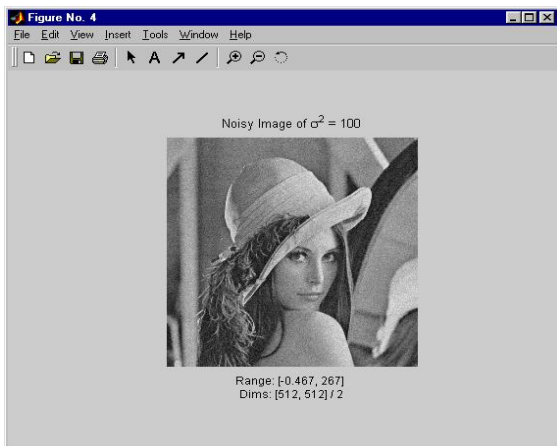 Figure No. 4
File Edit View Insert Tools Window Help
A
Noisy Image of σ² = 100
Range: [-0.467, 267]
Dims: [512, 512] / 2